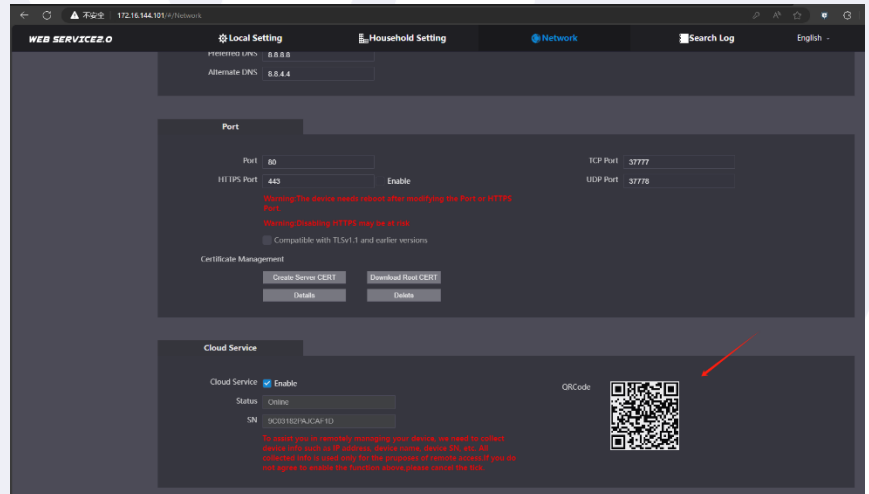 不安全 172.16.144.101/#/Network
WEB SERVICE2.0 Local Setting Household Setting Network Search Log English
Preferred DNS 8.8.8.8
Alternate DNS 8.8.4.4
Port
Port 80 TCP Port 37777
HTTPS Port 443 Enable UDP Port 37778
Warning:The device needs reboot after modifying the Port or HTTPS
Port.
Warning:Disabling HTTPS may be at risk
Compatible with TLSv1.1 and earlier versions
Certificate Management
Create Server CERT Download Root CERT
Details Delete
Cloud Service
Cloud Service Enable QRCode
Status Online
SN 9C03182PAJCAF1D
To assist you in remotely managing your device, we need to collect
device info such as IP address, device name, device SN, etc. All
collected info is used only for the purposes of remote access.If you do
not agree to enable the function above,please cancel the tick.